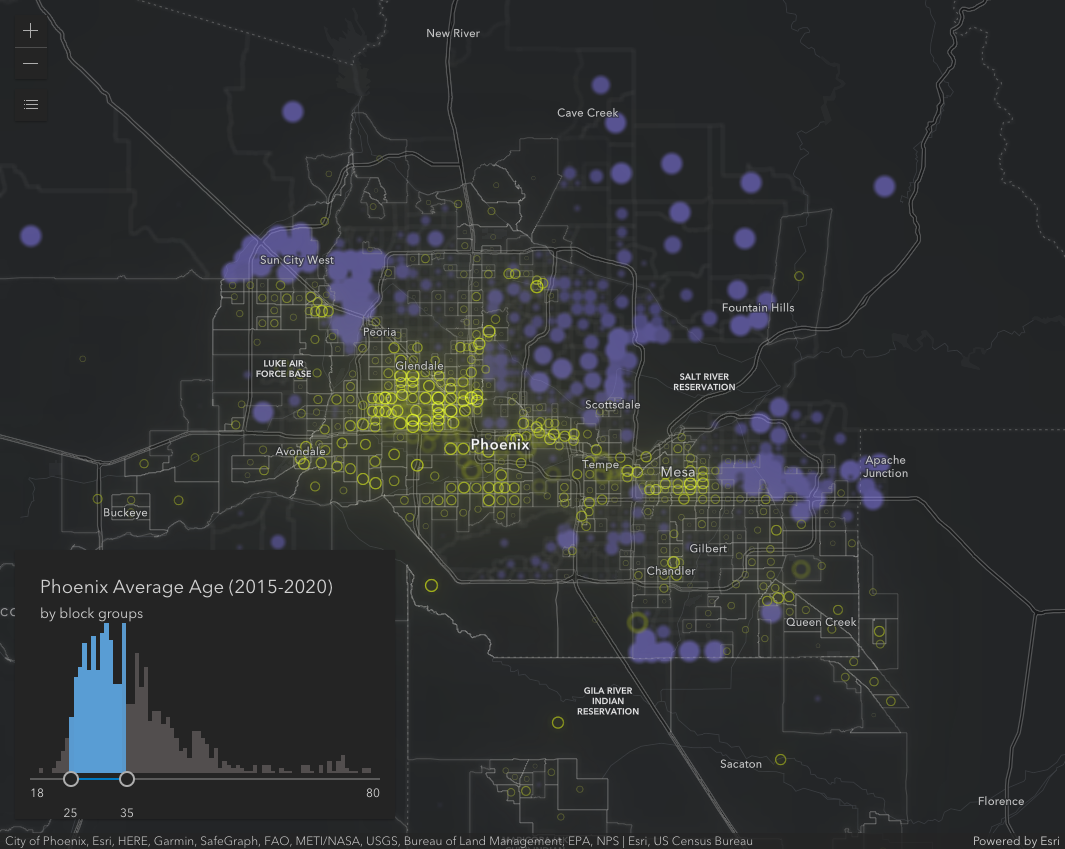 New River
Cave Creek
Sun City West
Fountain Hills
Peoria
Glendale
LUKE AIR
FORCE BASE
SALT RIVER
RESERVATION
Scottsdale
Phoenix
Avondale
Tempe
Mesa
Apache
Junction
Buckeye
Gilbert
Chandler
Queen Creek
GILA RIVER
INDIAN
RESERVATION
Sacaton
Florence
Phoenix Average Age (2015-2020)
by block groups
18
80
25
35
City of Phoenix, Esri, HERE, Garmin, SafeGraph, FAO, METI/NASA, USGS, Bureau of Land Management, EPA, NPS | Esri, US Census Bureau
Powered by Esri